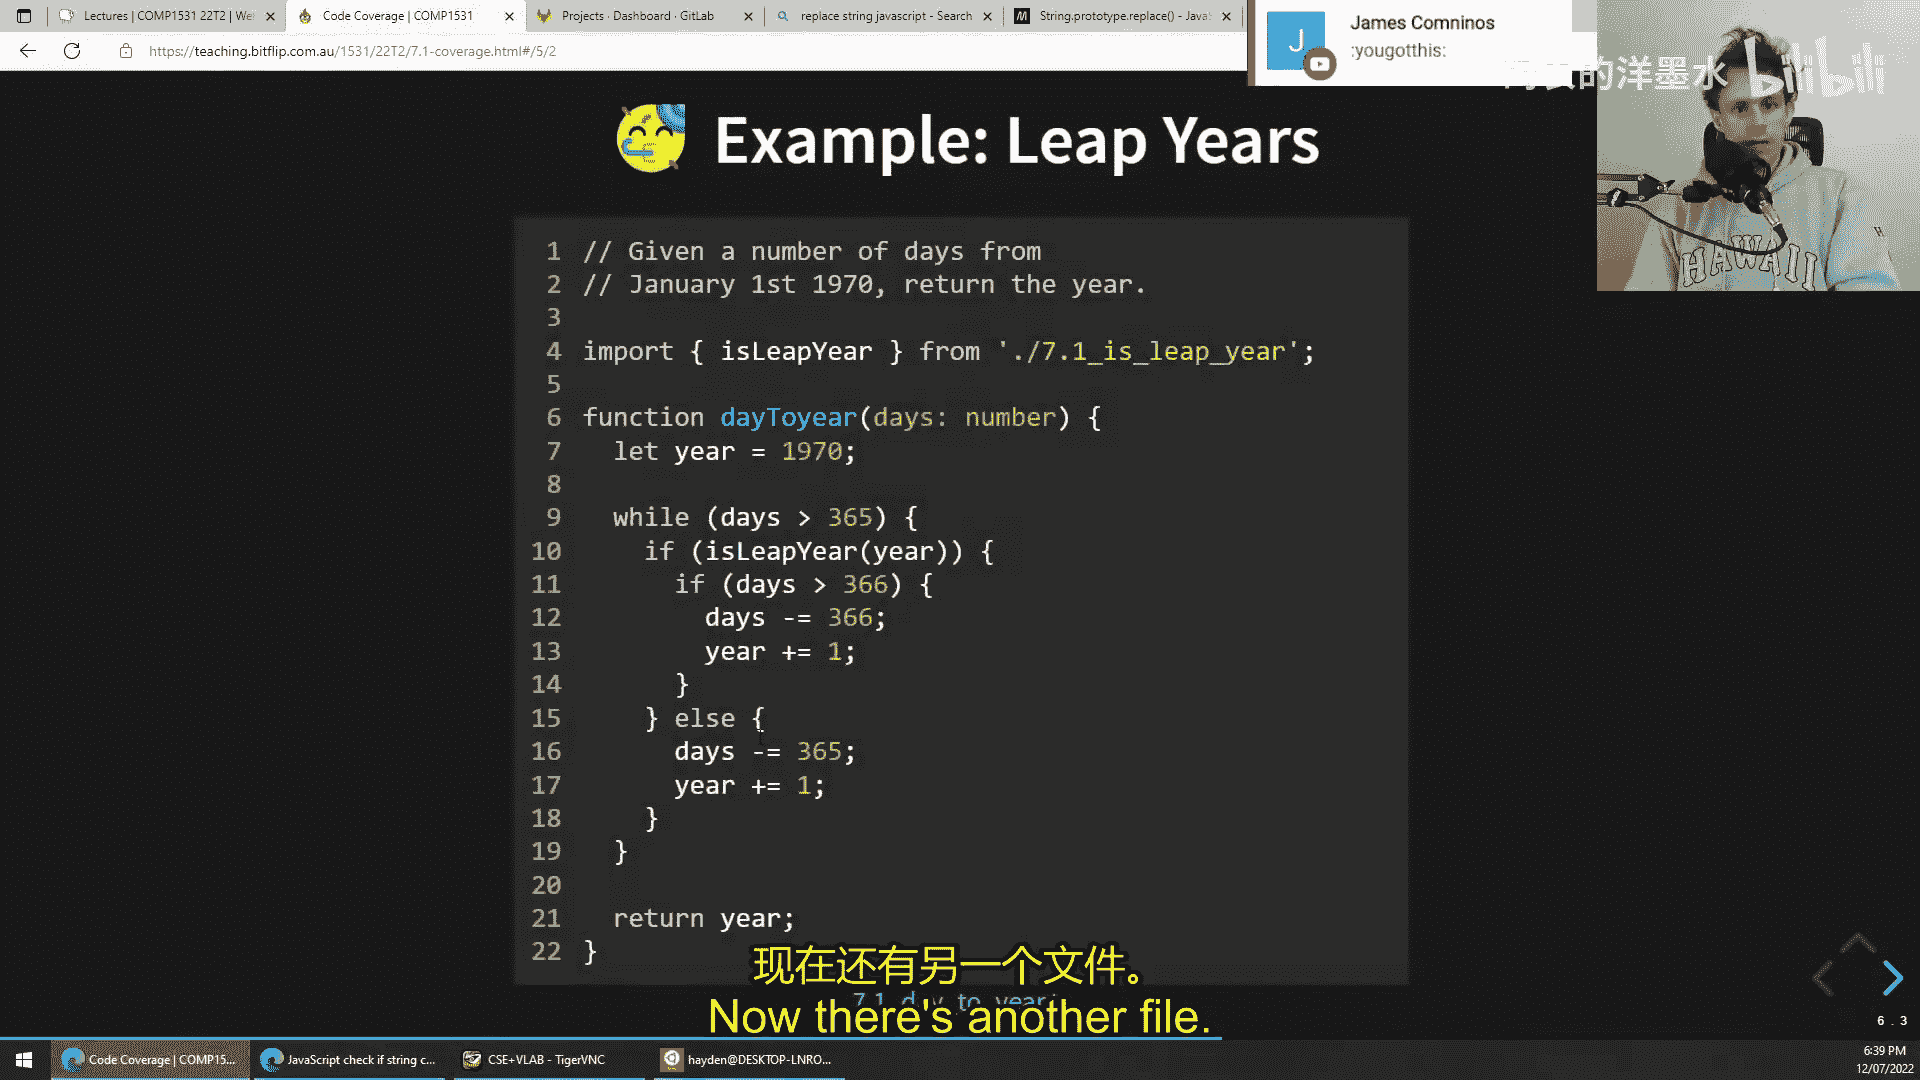 Lectures | COMP1531 22T2 | We
Code Coverage | COMP1531
Projects · Dashboard · GitLab
replace string javascript - Search
String.prototype.replace() - Java
https://teaching.bitflip.com.au/1531/22T2/7.1-coverage.html#/5/2
J
James Comninos
:yougotthis:
的洋墨水
bilibili
Example: Leap Years
HAWAII
1 // Given a number of days from
2 // January 1st 1970, return the year.
3
4 import { isLeapYear } from './7.1_is_leap_year';
5
6 function dayToyear(days: number) {
7 let year = 1970;
8
9 while (days > 365) {
10 if (isLeapYear(year)) {
11 if (days > 366) {
12 days -= 366;
13 year += 1;
14 }
15 } else {
16 days -= 365;
17 year += 1;
18 }
19 }
20
21 return year;
22 }
现在还有另一个文件。
Now there's another file.
6 . 3
Code Coverage | COMP15...
JavaScript check if string c...
CSE+VLAB - TigerVNC
hayden@DESKTOP-LNRO...
6:39 PM
12/07/2022